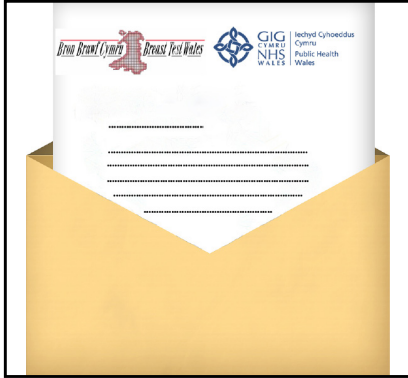 Bron Brawf Cymru Breast Test Wales
GIG
CYMRU
NHS
WALES
Iechyd Cyhoeddus
Cymru
Public Health
Wales